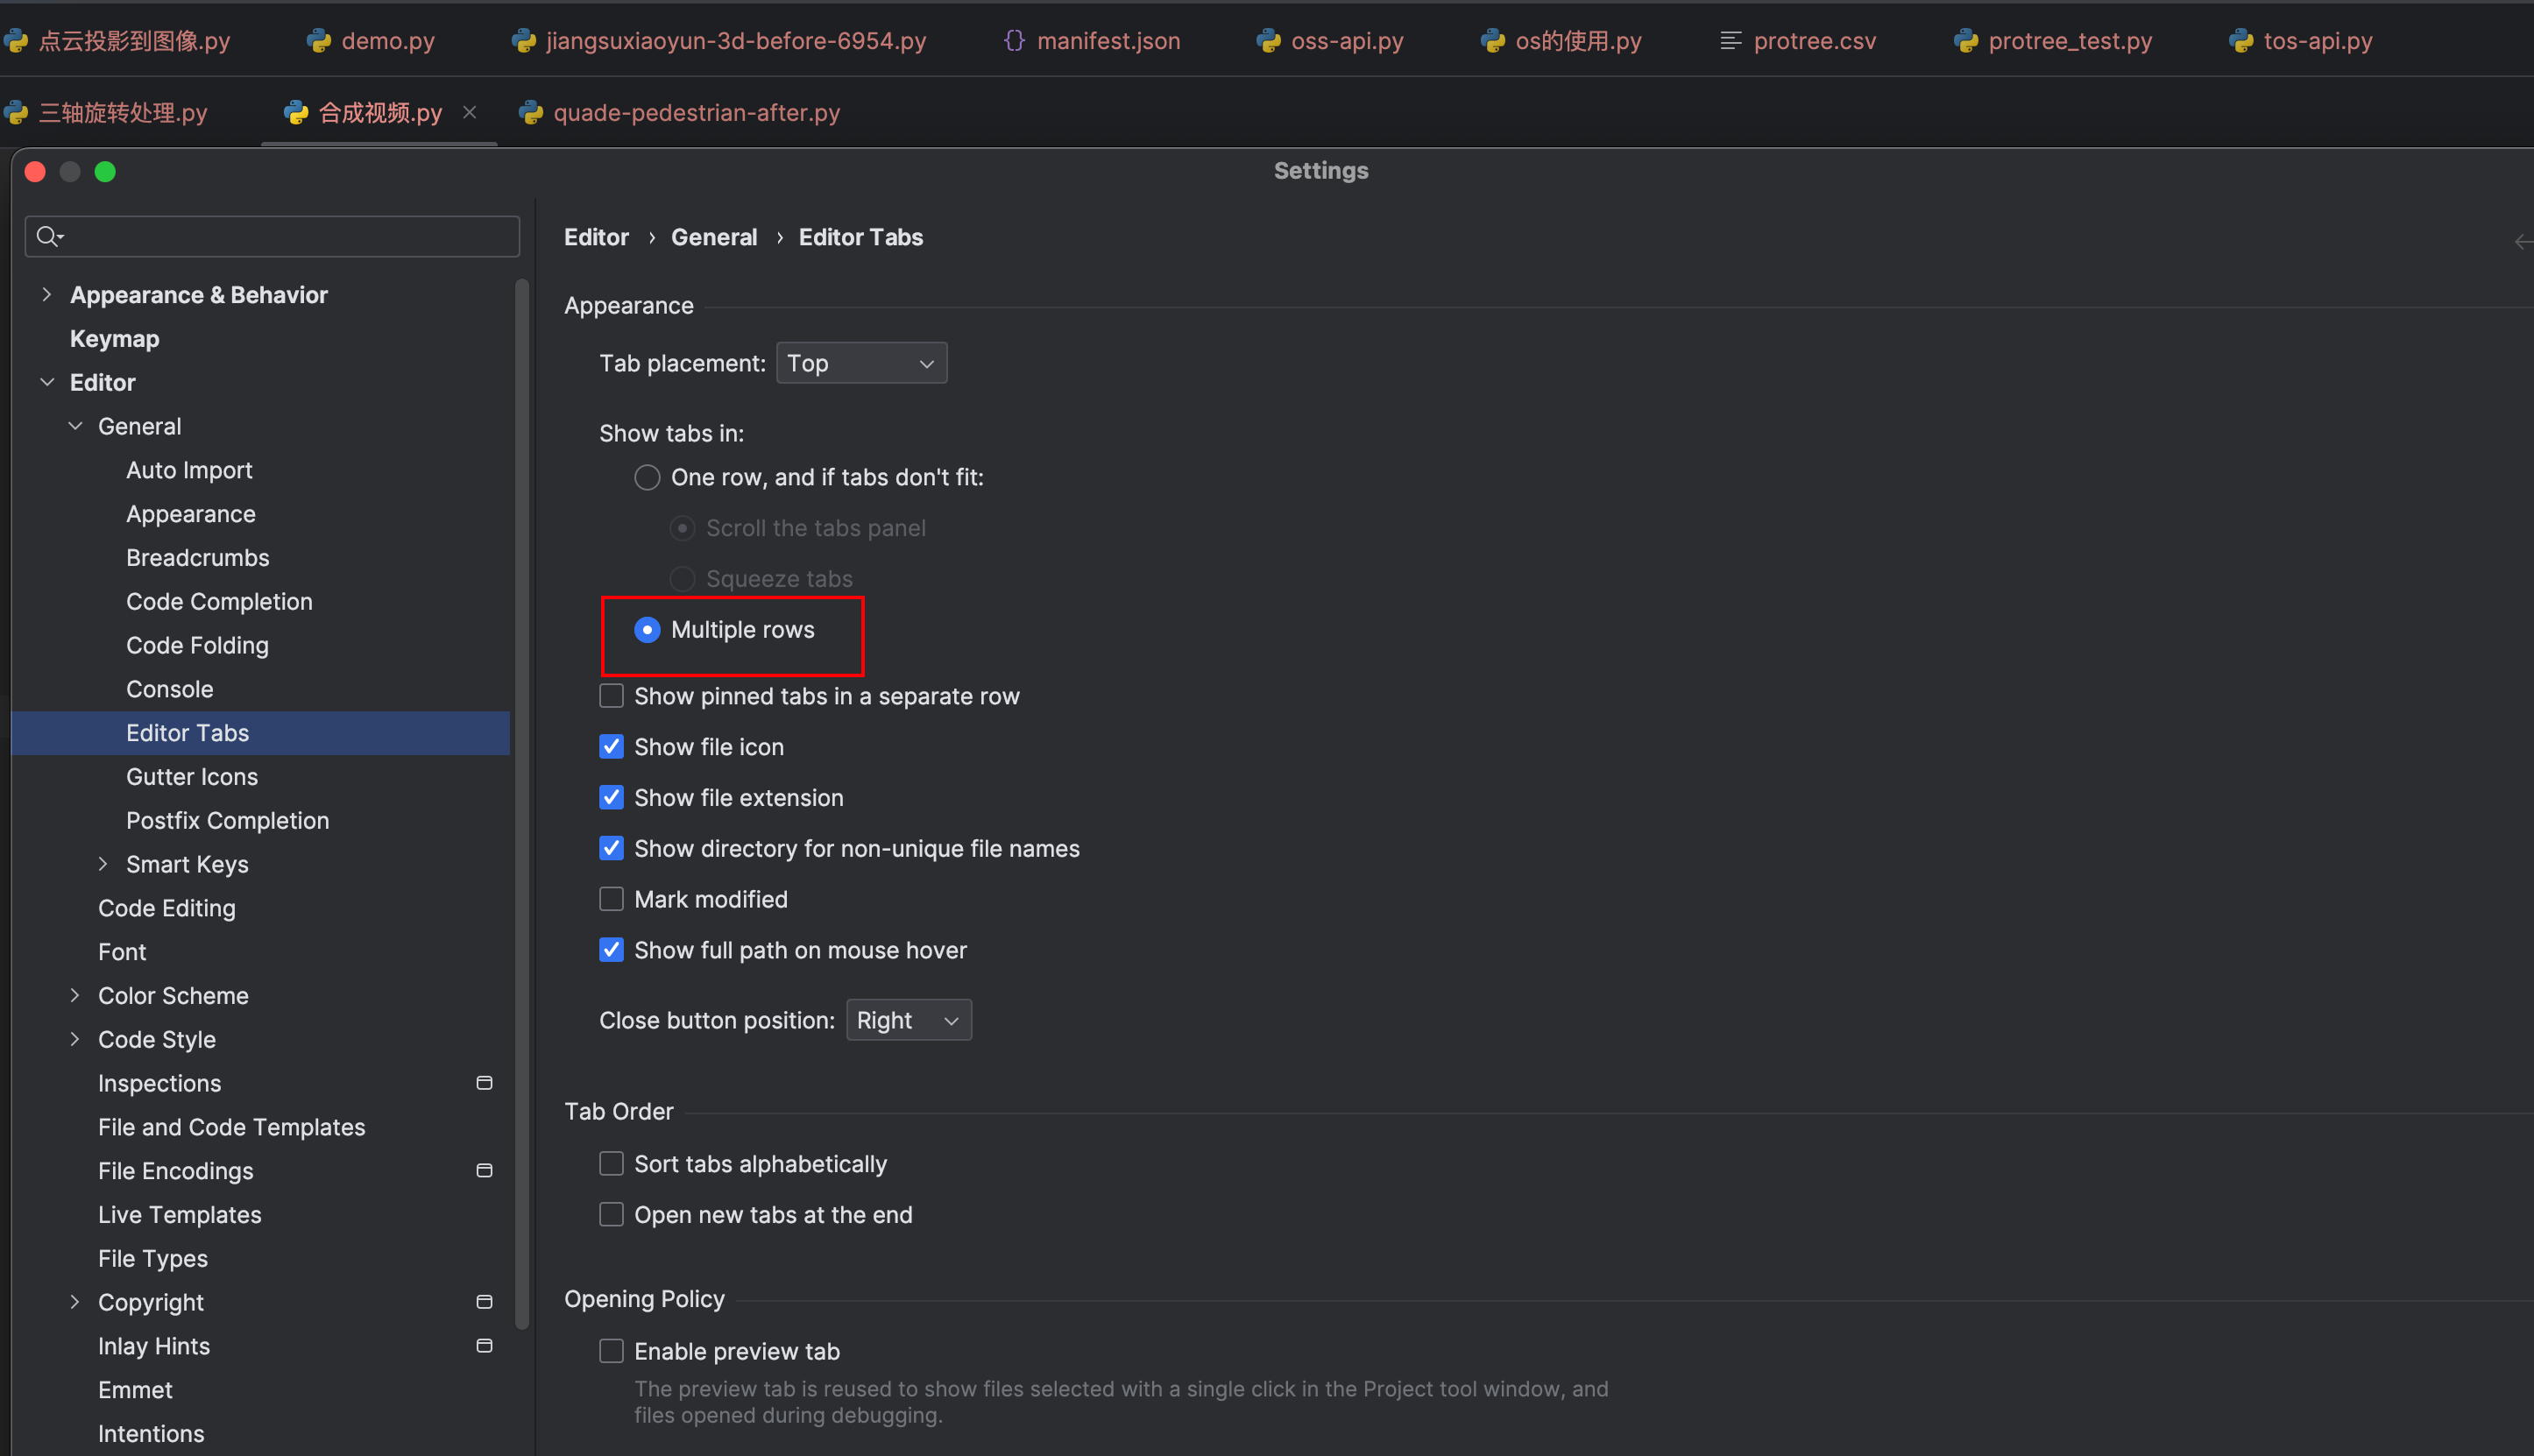 点云投影到图像.py demo.py jiangsuxiaoyun-3d-before-6954.py {} manifest.json oss-api.py os的使用.py protree.csv protree_test.py tos-api.py
三轴旋转处理.py 合成视频.py × quade-pedestrian-after.py
Settings
Appearance & Behavior
Keymap
Editor
General
Auto Import
Appearance
Breadcrumbs
Code Completion
Code Folding
Console
Editor Tabs
Gutter Icons
Postfix Completion
Smart Keys
Code Editing
Font
Color Scheme
Code Style
Inspections
File and Code Templates
File Encodings
Live Templates
File Types
Copyright
Inlay Hints
Emmet
Intentions
Editor › General › Editor Tabs
Appearance
Tab placement: Top
Show tabs in:
One row, and if tabs don't fit:
Scroll the tabs panel
Squeeze tabs
Multiple rows
Show pinned tabs in a separate row
Show file icon
Show file extension
Show directory for non-unique file names
Mark modified
Show full path on mouse hover
Close button position: Right
Tab Order
Sort tabs alphabetically
Open new tabs at the end
Opening Policy
Enable preview tab
The preview tab is reused to show files selected with a single click in the Project tool window, and
files opened during debugging.